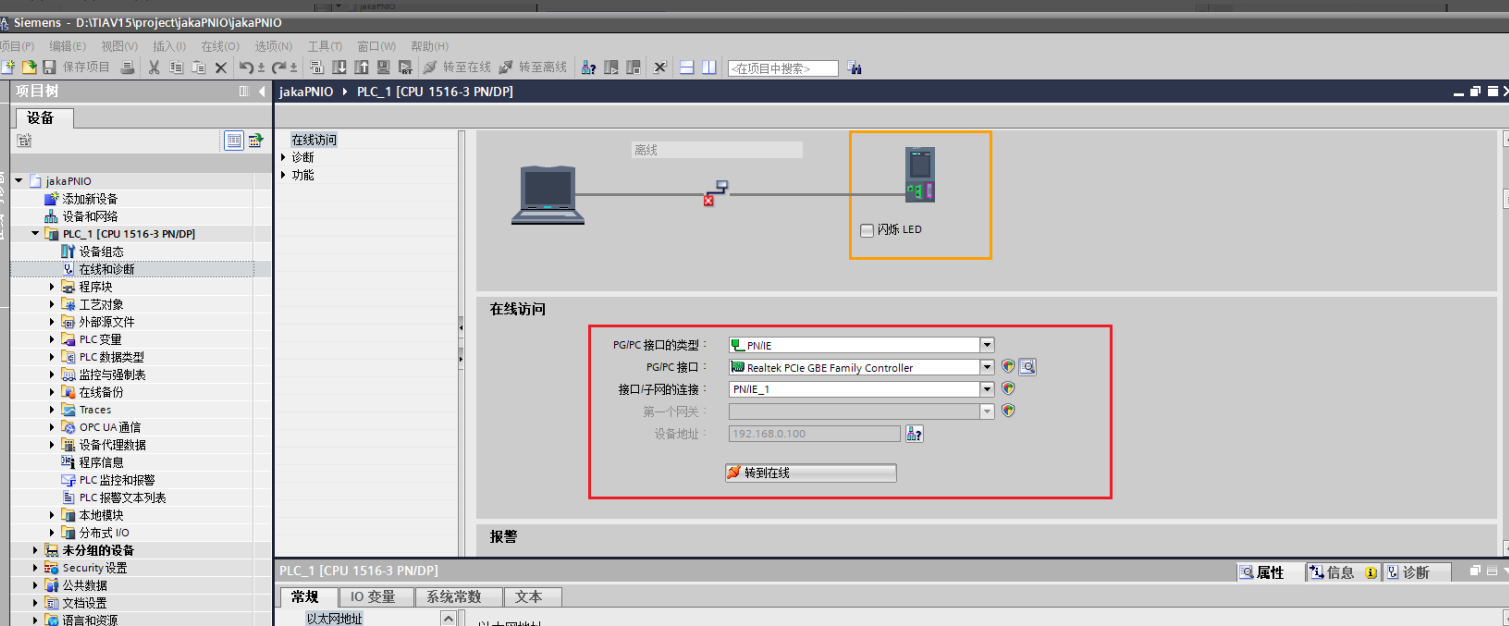 jakaPNIO
Siemens - D:\TIAV15\project\jakaPNIO\jakaPNIO
项目(P) 编辑(E) 视图(V) 插入(I) 在线(O) 选项(N) 工具(T) 窗口(W) 帮助(H)
保存项目 转至在线 转至离线 <在项目中搜索>
项目树
jakaPNIO PLC_1 [CPU 1516-3 PN/DP]
设备
jakaPNIO
添加新设备
设备和网络
PLC_1 [CPU 1516-3 PN/DP]
设备组态
在线和诊断
程序块
工艺对象
外部源文件
PLC 变量
PLC 数据类型
监控与强制表
在线备份
Traces
OPC UA 通信
设备代理数据
程序信息
PLC 监控和报警
PLC 报警文本列表
本地模块
分布式 I/O
未分组的设备
Security 设置
公共数据
文档设置
语言和资源
在线访问
诊断
功能
离线
闪烁 LED
在线访问
PG/PC 接口的类型：
PN/IE
PG/PC 接口：
Realtek PCIe GBE Family Controller
接口/子网的连接：
PN/IE_1
第一个网关：
设备地址：
192.168.0.100
转到在线
报警
PLC_1 [CPU 1516-3 PN/DP]
属性 信息 诊断
常规 IO 变量 系统常数 文本
以太网地址
以太网地址